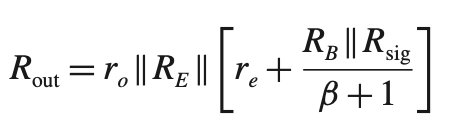 R_out = r_o || R_E || [ r_e + (R_B || R_sig) / (β + 1) ]